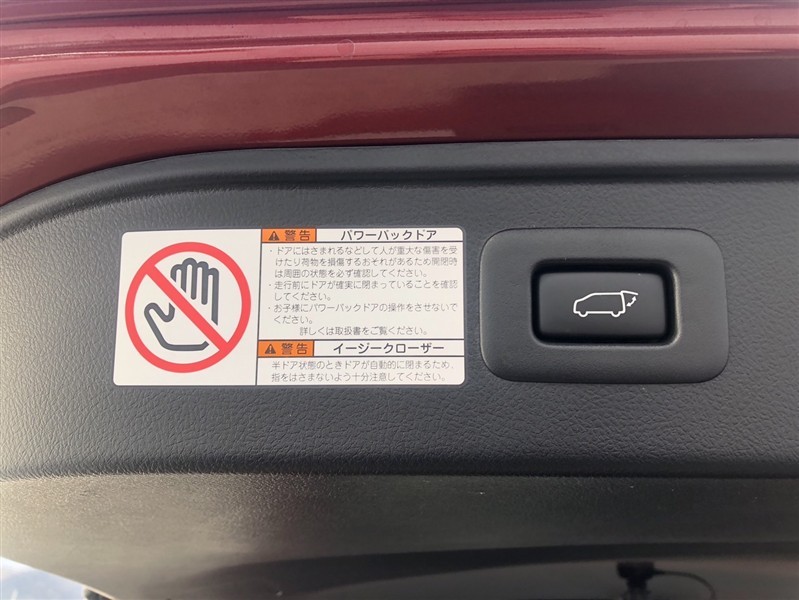 警告 パワーバックドア
・ドアにはさまれるなどして人が重大な傷害を受
けたり荷物を損傷するおそれがあるため開閉時
は周囲の状態を必ず確認してください。
・走行前にドアが確実に閉まっていることを確認
してください。
・お子様にパワーバックドアの操作をさせないで
ください。
詳しくは取扱書をご覧ください。
警告 イージークローザー
半ドア状態のときドアが自動的に閉まるため、
指をはさまないよう十分注意してください。